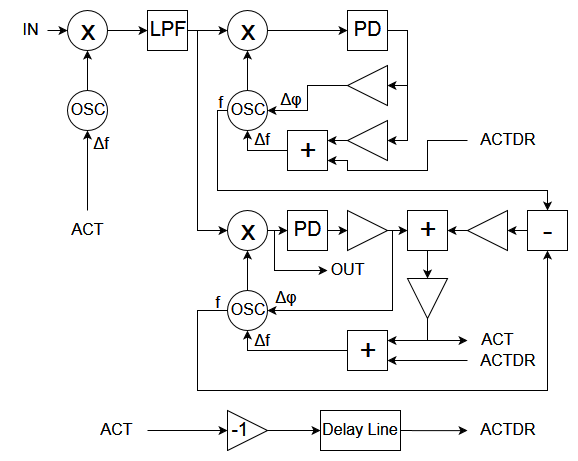 IN X LPF X PD
OSC f OSC Δφ
Δf Δf + ACTDR
ACT
X PD + -
OUT
f OSC Δφ
Δf + ACT
ACTDR
ACT -1 Delay Line ACTDR